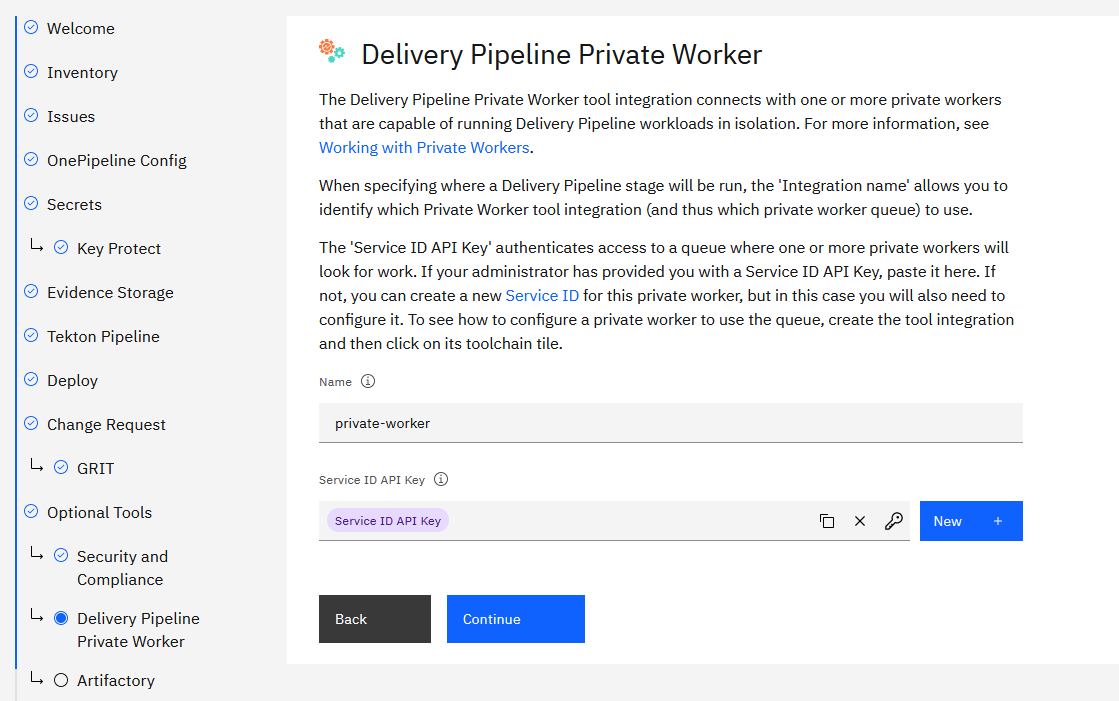 Welcome
Inventory
Issues
OnePipeline Config
Secrets
Key Protect
Evidence Storage
Tekton Pipeline
Deploy
Change Request
GRIT
Optional Tools
Security and
Compliance
Delivery Pipeline
Private Worker
Artifactory
Delivery Pipeline Private Worker
The Delivery Pipeline Private Worker tool integration connects with one or more private workers
that are capable of running Delivery Pipeline workloads in isolation. For more information, see
Working with Private Workers.
When specifying where a Delivery Pipeline stage will be run, the 'Integration name' allows you to
identify which Private Worker tool integration (and thus which private worker queue) to use.
The 'Service ID API Key' authenticates access to a queue where one or more private workers will
look for work. If your administrator has provided you with a Service ID API Key, paste it here. If
not, you can create a new Service ID for this private worker, but in this case you will also need to
configure it. To see how to configure a private worker to use the queue, create the tool integration
and then click on its toolchain tile.
Name
private-worker
Service ID API Key
Service ID API Key
New +
Back
Continue